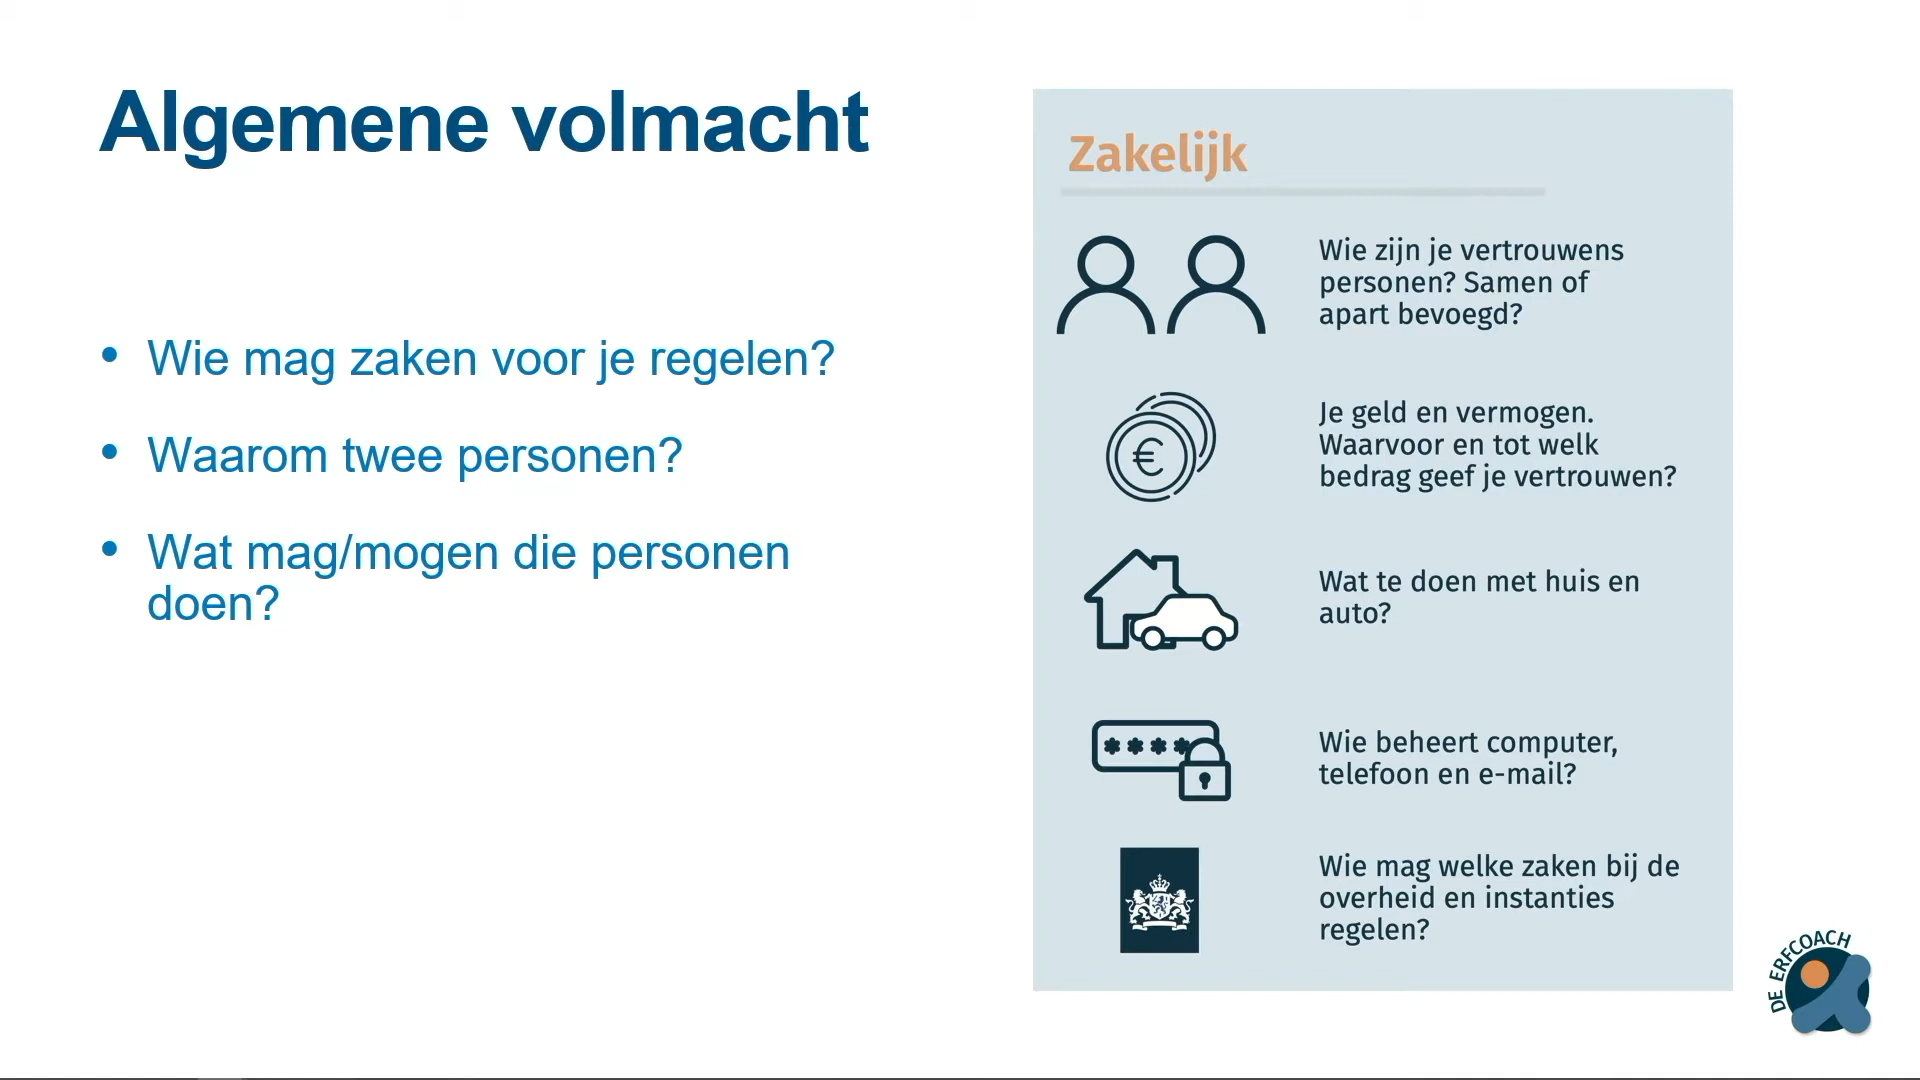 Algemene volmacht
• Wie mag zaken voor je regelen?
• Waarom twee personen?
• Wat mag/mogen die personen
doen?
Zakelijk
Wie zijn je vertrouwens
personen? Samen of
apart bevoegd?
€
Je geld en vermogen.
Waarvoor en tot welk
bedrag geef je vertrouwen?
Wat te doen met huis en
auto?
****
Wie beheert computer,
telefoon en e-mail?
Wie mag welke zaken bij de
overheid en instanties
regelen?
DE ERFCOACH